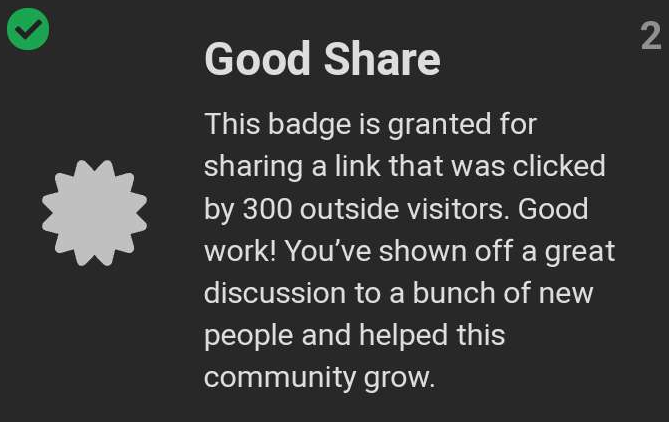 Good Share
2
This badge is granted for
sharing a link that was clicked
by 300 outside visitors. Good
work! You’ve shown off a great
discussion to a bunch of new
people and helped this
community grow.